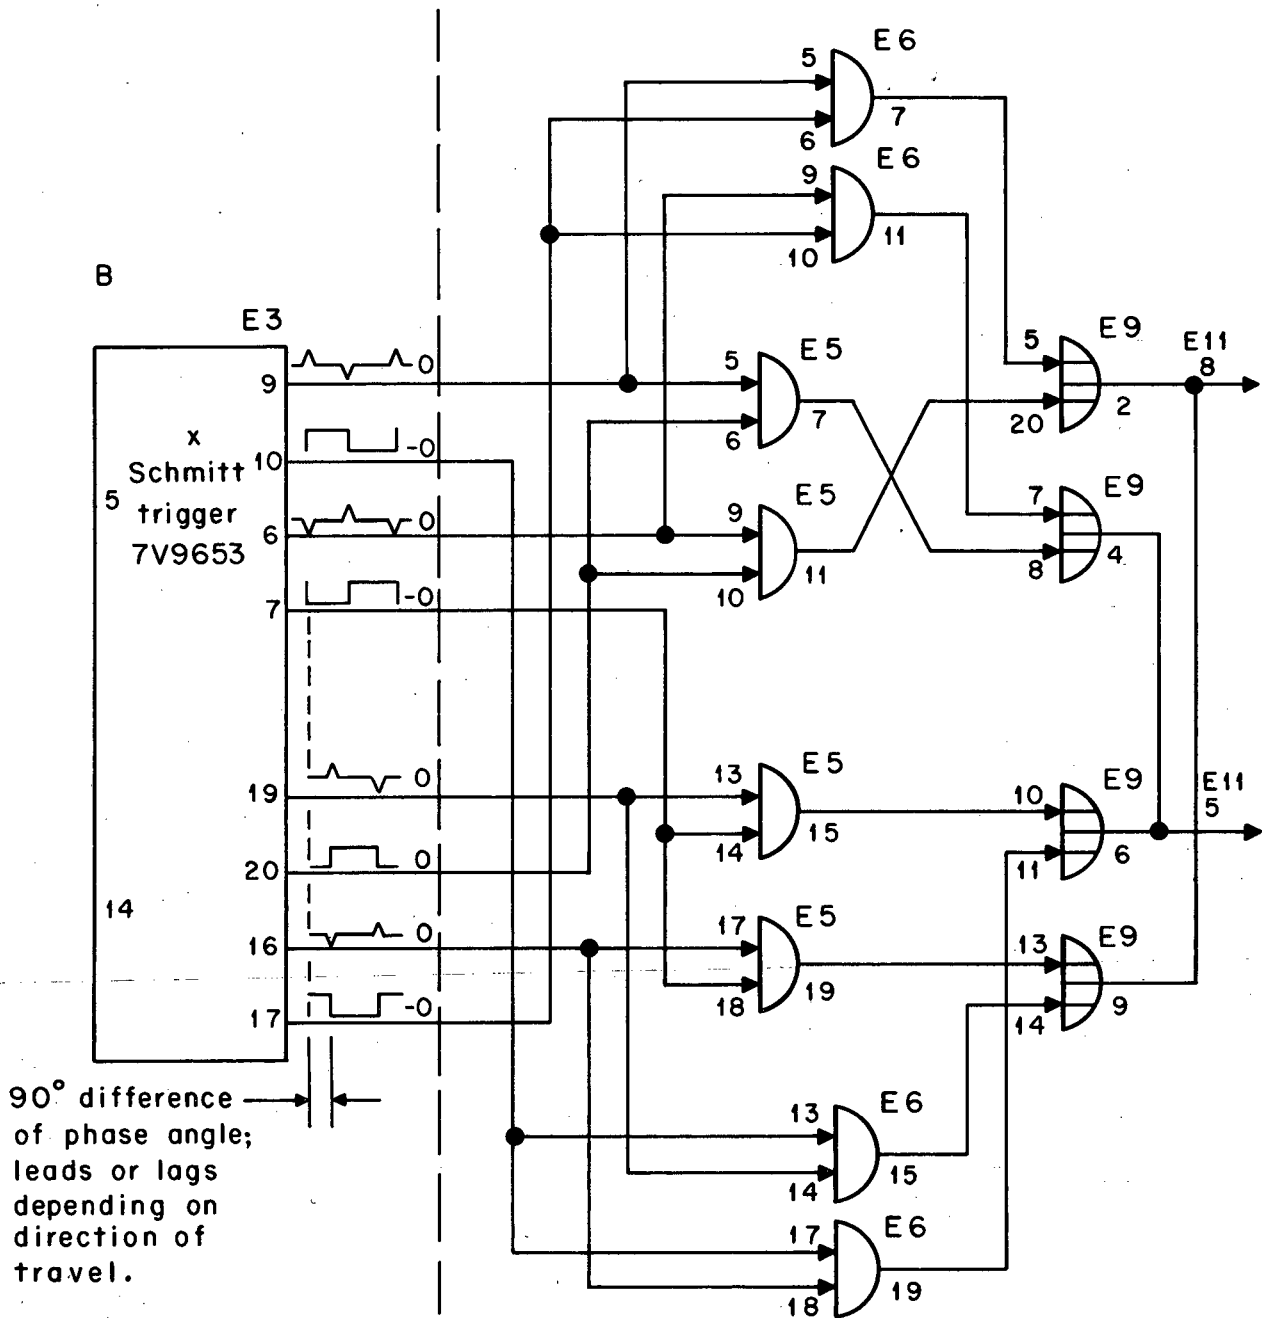 E6
5
7
6
E6
9
11
10
B
E3
E9
E11
5
8
0
9
E5
5
20
2
x
-0
7
6
Schmitt
10
5
E5
E9
trigger
9
7
0
6
7V9653
11
4
8
-0
10
7
E5
E9
0
13
10
E11
19
5
15
0
14
6
20
11
14
E5
0
17
E9
16
13
19
-0
18
14
9
17
90° difference
of phase angle;
leads or lags
depending on
direction of
travel.
E6
13
15
14
E6
17
19
18